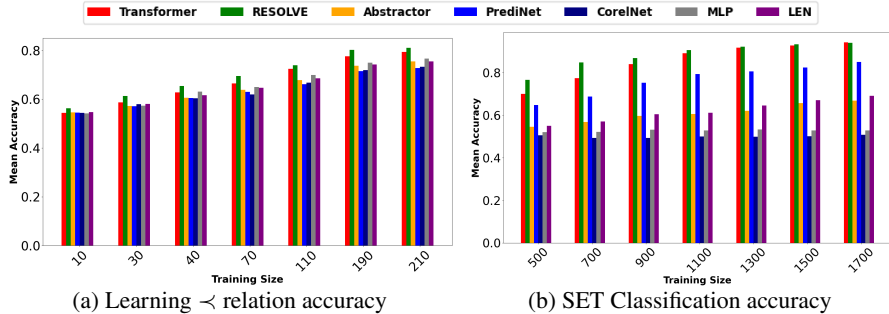 Transformer RESOLVE Abstractor PrediNet CorelNet MLP LEN
Mean Accuracy
0.8
0.6
0.4
0.2
0.0
10 30 40 70 110 190 210
Training Size
(a) Learning ≺ relation accuracy
Mean Accuracy
0.8
0.6
0.4
0.2
0.0
500 700 900 1100 1300 1500 1700
Training Size
(b) SET Classification accuracy